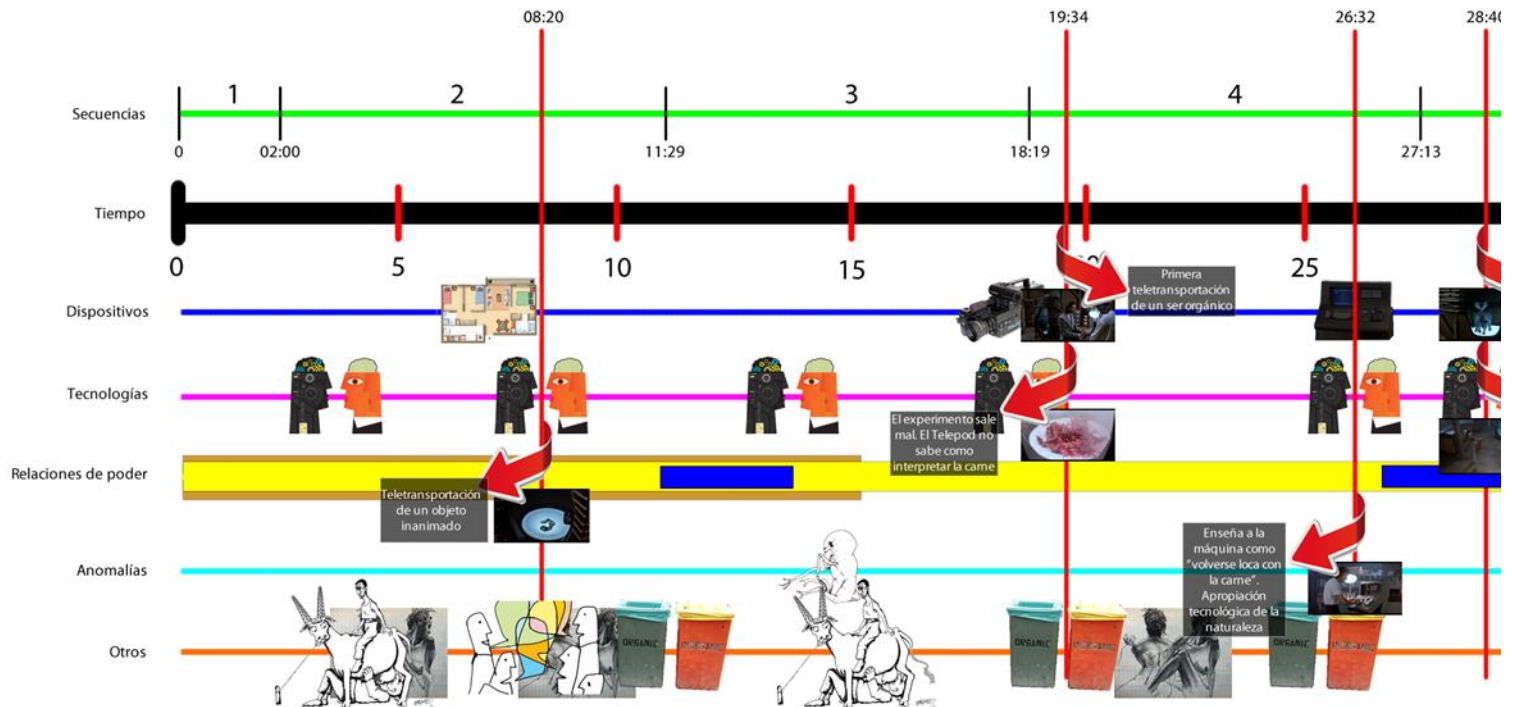 08:20
19:34
26:32
28:40
1
2
3
4
Secuencias
0
02:00
11:29
18:19
27:13
Tiempo
0
5
10
15
25
Dispositivos
Primera
teletransportación
de un ser orgánico
Tecnologías
El experimento sale
mal. El Telepod no
sabe como
interpretar la carne
Relaciones de poder
Teletransportación
de un objeto
inanimado
Anomalías
Enseña a la
máquina como
"volverse loca con
la carne".
Apropiación
tecnológica de la
naturaleza
Otros
ORGANIC
ORGANIC
ORGANIC